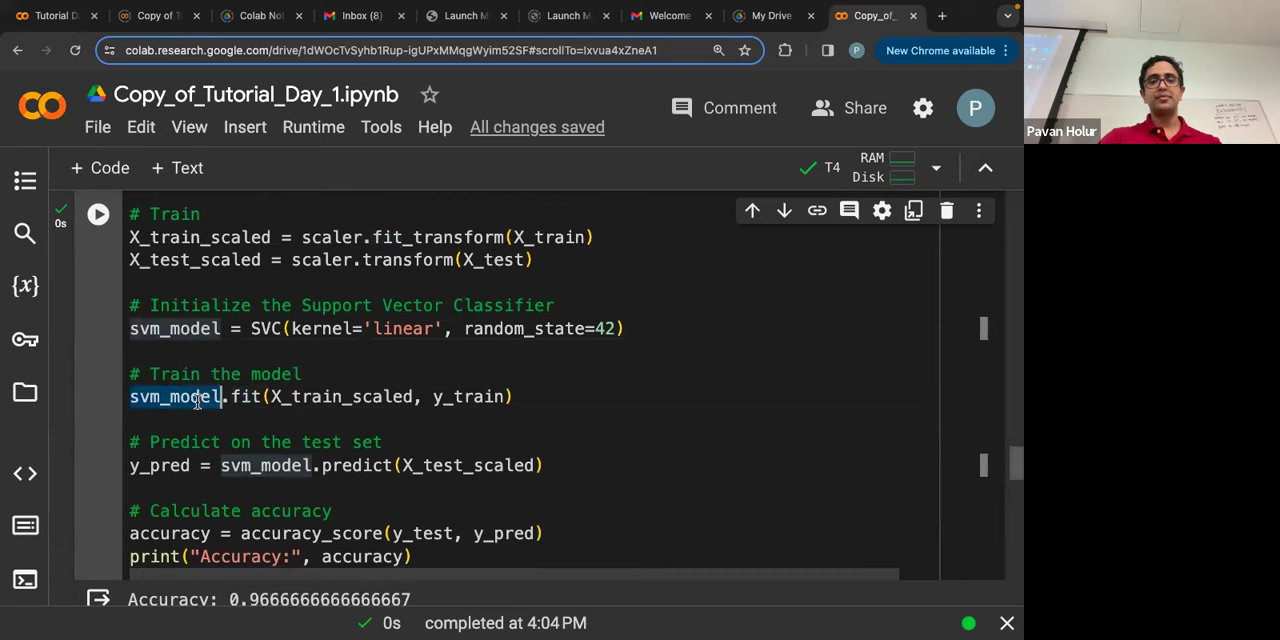 Tutorial D
Copy of T
Colab Not
Inbox (8)
Launch M
Launch M
Welcome
My Drive
Copy_of_
colab.research.google.com/drive/1dWOcTvSyhb1Rup-igUPxMMqgWyim52SF#scrollTo=Ixvua4xZneA1
P
New Chrome available
CO
Copy_of_Tutorial_Day_1.ipynb
Comment
Share
P
File Edit View Insert Runtime Tools Help All changes saved
+ Code + Text
T4
RAM
Disk
0s
# Train
X_train_scaled = scaler.fit_transform(X_train)
X_test_scaled = scaler.transform(X_test)
# Initialize the Support Vector Classifier
svm_model = SVC(kernel='linear', random_state=42)
# Train the model
svm_model.fit(X_train_scaled, y_train)
# Predict on the test set
y_pred = svm_model.predict(X_test_scaled)
# Calculate accuracy
accuracy = accuracy_score(y_test, y_pred)
print("Accuracy:", accuracy)
Accuracy: 0.9666666666666667
0s completed at 4:04PM
{x}
Pavan Holur